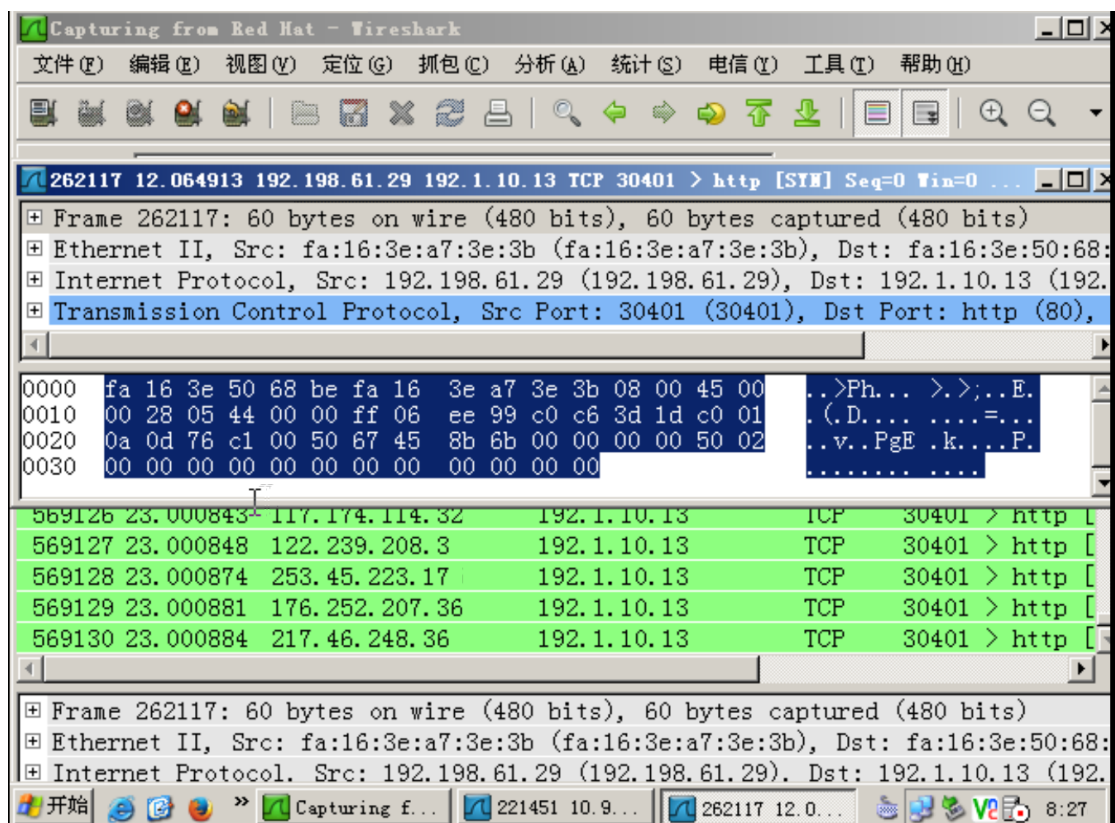 Capturing from Red Hat - Wireshark
文件(F) 编辑(E) 视图(V) 定位(G) 抓包(C) 分析(A) 统计(S) 电信(Y) 工具(T) 帮助(H)
262117 12.064913 192.198.61.29 192.1.10.13 TCP 30401 > http [SYN] Seq=0 Win=0 ...
Frame 262117: 60 bytes on wire (480 bits), 60 bytes captured (480 bits)
Ethernet II, Src: fa:16:3e:a7:3e:3b (fa:16:3e:a7:3e:3b), Dst: fa:16:3e:50:68:
Internet Protocol, Src: 192.198.61.29 (192.198.61.29), Dst: 192.1.10.13 (192.
Transmission Control Protocol, Src Port: 30401 (30401), Dst Port: http (80),
0000 fa 16 3e 50 68 be fa 16 3e a7 3e 3b 08 00 45 00 ..>Ph... >.>;..E.
0010 00 28 05 44 00 00 ff 06 ee 99 c0 c6 3d 1d c0 01 .(.D.... ....=...
0020 0a 0d 76 c1 00 50 67 45 8b 6b 00 00 00 00 50 02 ..v..PgE .k....P.
0030 00 00 00 00 00 00 00 00 00 00 00 00 ........ ....
569126 23.000843 117.174.114.32 192.1.10.13 TCP 30401 > http [
569127 23.000848 122.239.208.3 192.1.10.13 TCP 30401 > http [
569128 23.000874 253.45.223.17 192.1.10.13 TCP 30401 > http [
569129 23.000881 176.252.207.36 192.1.10.13 TCP 30401 > http [
569130 23.000884 217.46.248.36 192.1.10.13 TCP 30401 > http [
Frame 262117: 60 bytes on wire (480 bits), 60 bytes captured (480 bits)
Ethernet II, Src: fa:16:3e:a7:3e:3b (fa:16:3e:a7:3e:3b), Dst: fa:16:3e:50:68:
Internet Protocol, Src: 192.198.61.29 (192.198.61.29), Dst: 192.1.10.13 (192.
开始 » Capturing f... 221451 10.9... 262117 12.0... 8:27